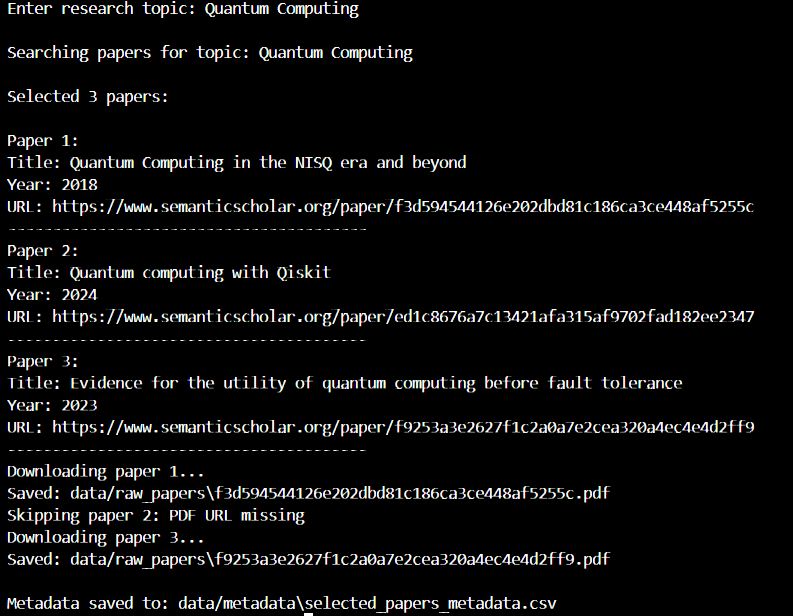 Enter research topic: Quantum Computing
Searching papers for topic: Quantum Computing
Selected 3 papers:
Paper 1:
Title: Quantum Computing in the NISQ era and beyond
Year: 2018
URL: https://www.semanticscholar.org/paper/f3d594544126e202dbd81c186ca3ce448af5255c
----------------------------------------
Paper 2:
Title: Quantum computing with Qiskit
Year: 2024
URL: https://www.semanticscholar.org/paper/ed1c8676a7c13421afa315af9702fad182ee2347
----------------------------------------
Paper 3:
Title: Evidence for the utility of quantum computing before fault tolerance
Year: 2023
URL: https://www.semanticscholar.org/paper/f9253a3e2627f1c2a0a7e2cea320a4ec4e4d2ff9
----------------------------------------
Downloading paper 1...
Saved: data/raw_papers\f3d594544126e202dbd81c186ca3ce448af5255c.pdf
Skipping paper 2: PDF URL missing
Downloading paper 3...
Saved: data/raw_papers\f9253a3e2627f1c2a0a7e2cea320a4ec4e4d2ff9.pdf
Metadata saved to: data/metadata\selected_papers_metadata.csv